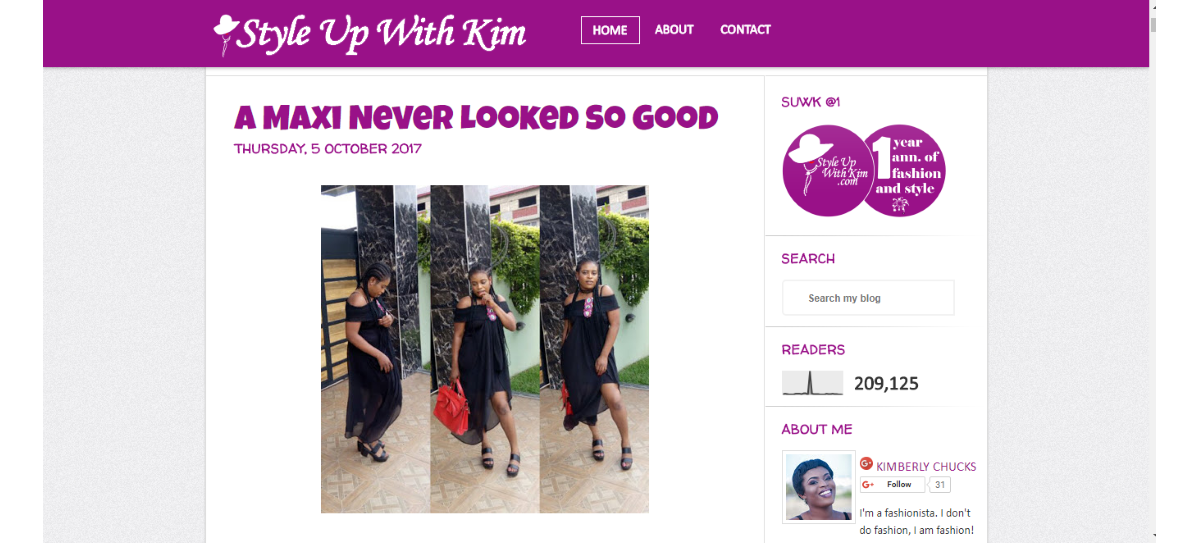 Style Up With Kim
HOME ABOUT CONTACT
A Maxi Never Looked So Good
THURSDAY, 5 OCTOBER 2017
SUWK @1
Style Up
With Kim
.com
1 year
ann. of
fashion
and style
SEARCH
Search my blog
READERS
209,125
ABOUT ME
G+ KIMBERLY CHUCKS
G+ Follow 31
I'm a fashionista. I don't
do fashion, I am fashion!